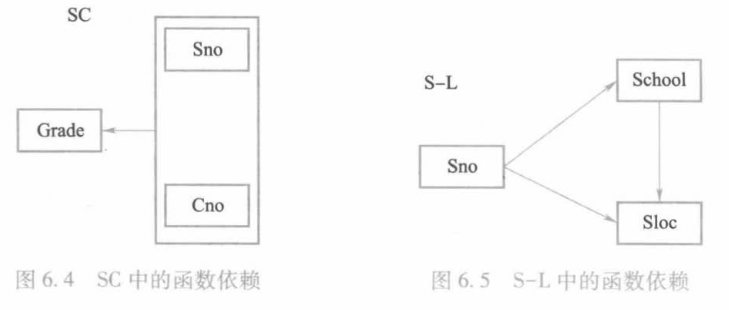 SC
Sno
Grade
Cno
图 6.4 SC 中的函数依赖
S-L
School
Sno
Sloc
图 6.5 S-L 中的函数依赖